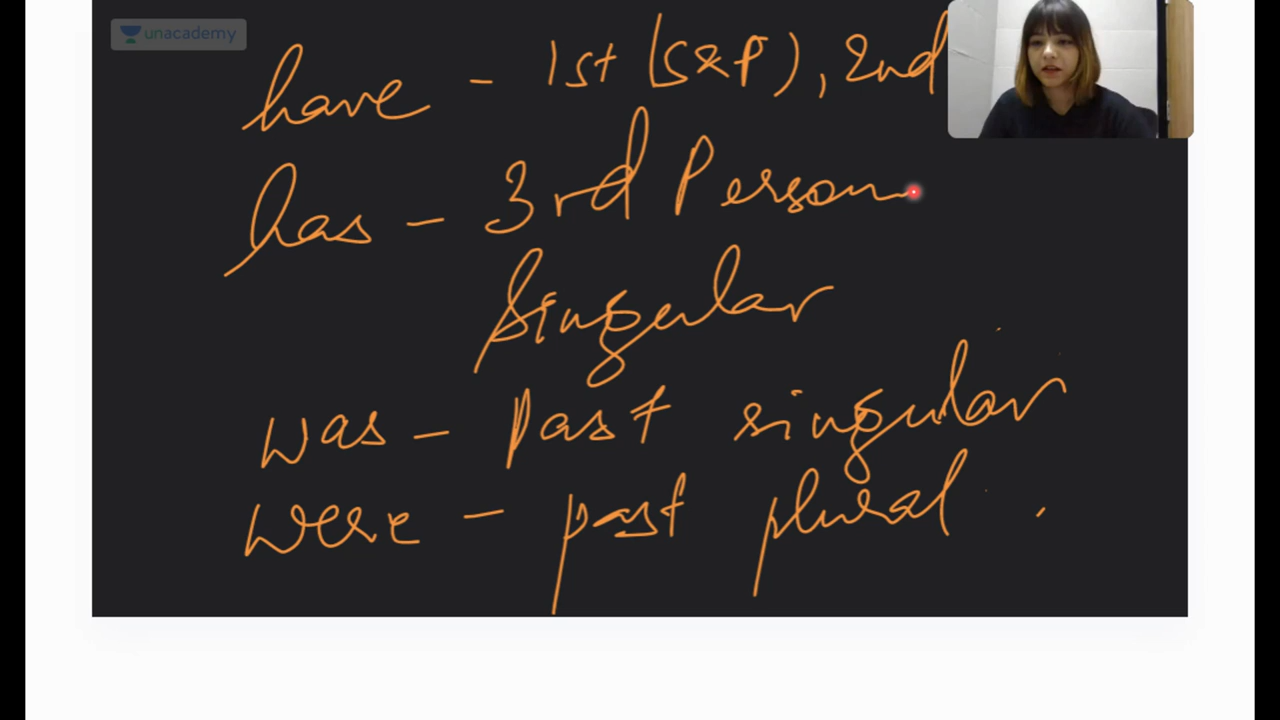 unacademy
have - 1st (S&P), 2nd
has - 3rd Person
Singular
was - Past singular
were - past plural .